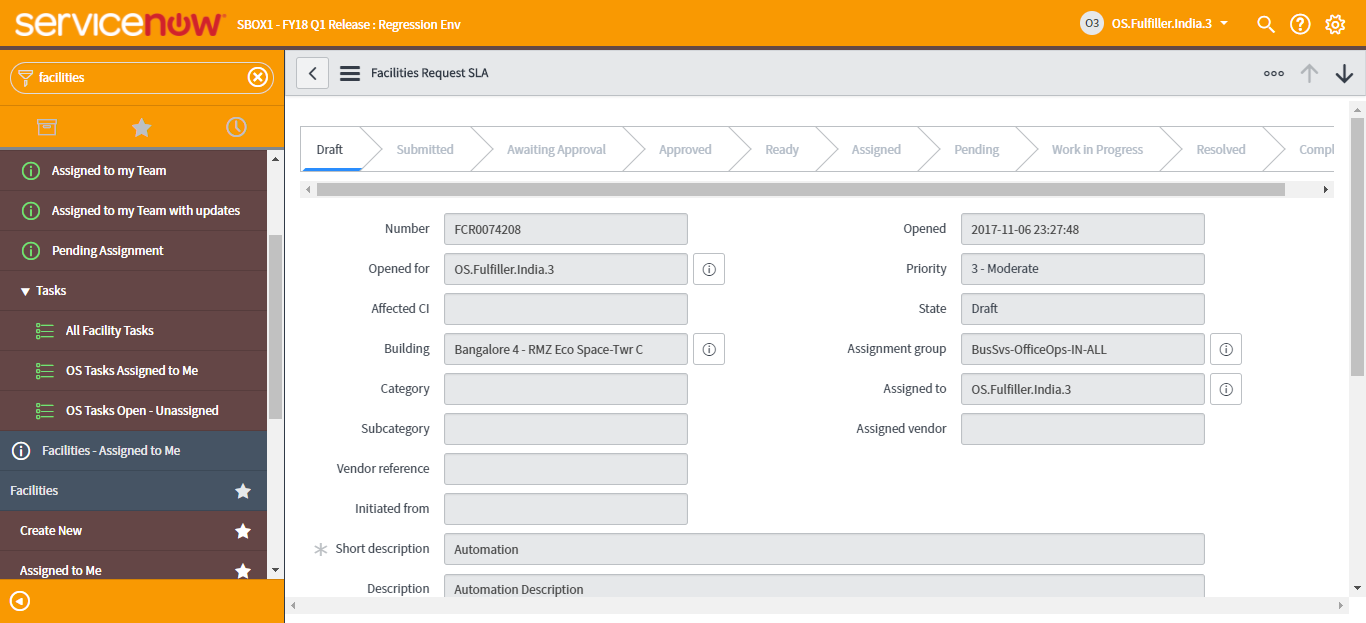 servicenow SBOX1 - FY18 Q1 Release : Regression Env O3 OS.Fulfiller.India.3
facilities
Facilities Request SLA
Draft Submitted Awaiting Approval Approved Ready Assigned Pending Work in Progress Resolved Compl
Assigned to my Team
Assigned to my Team with updates
Pending Assignment
Tasks
All Facility Tasks
OS Tasks Assigned to Me
OS Tasks Open - Unassigned
Facilities - Assigned to Me
Facilities
Create New
Assigned to Me
Number FCR0074208
Opened for OS.Fulfiller.India.3
Affected CI
Building Bangalore 4 - RMZ Eco Space-Twr C
Category
Subcategory
Vendor reference
Initiated from
Opened 2017-11-06 23:27:48
Priority 3 - Moderate
State Draft
Assignment group BusSvs-OfficeOps-IN-ALL
Assigned to OS.Fulfiller.India.3
Assigned vendor
Short description Automation
Description Automation Description